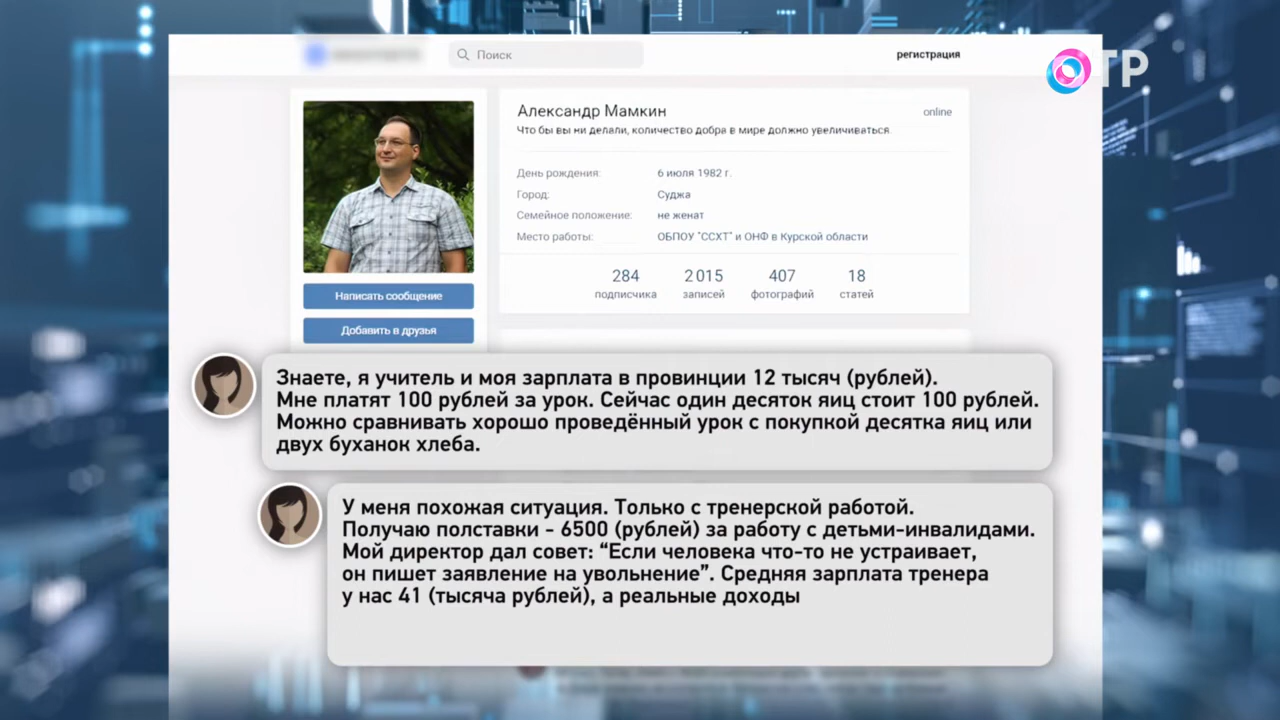 Поиск
регистрация
ОТР
Александр Мамкин
online
Что бы вы ни делали, количество добра в мире должно увеличиваться.
День рождения: 6 июля 1982 г.
Город: Суджа
Семейное положение: не женат
Место работы: ОБПОУ "ССХТ" и ОНФ в Курской области
284 2 015 407 18
подписчика записей фотографий статей
Написать сообщение
Добавить в друзья
Знаете, я учитель и моя зарплата в провинции 12 тысяч (рублей).
Мне платят 100 рублей за урок. Сейчас один десяток яиц стоит 100 рублей.
Можно сравнивать хорошо проведённый урок с покупкой десятка яиц или
двух буханок хлеба.
У меня похожая ситуация. Только с тренерской работой.
Получаю полставки - 6500 (рублей) за работу с детьми-инвалидами.
Мой директор дал совет: “Если человека что-то не устраивает,
он пишет заявление на увольнение”. Средняя зарплата тренера
у нас 41 (тысяча рублей), а реальные доходы